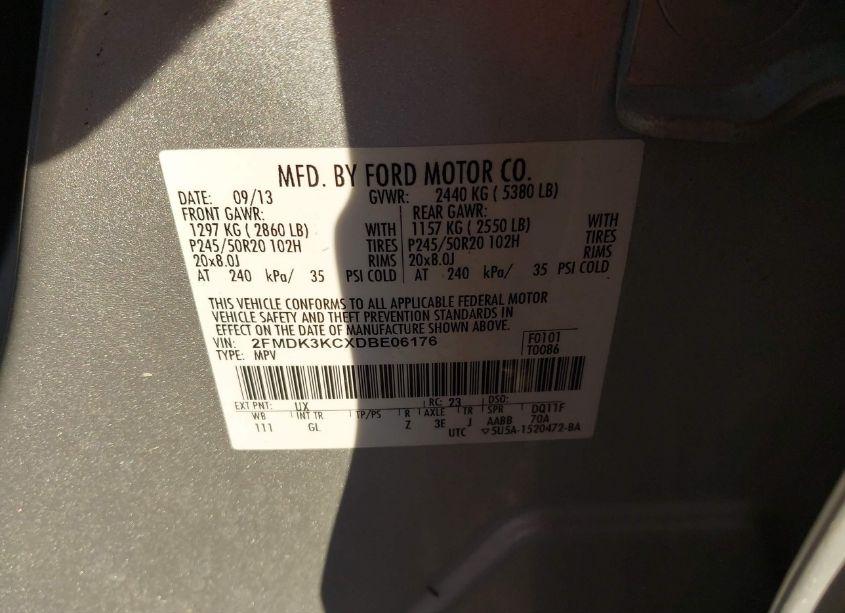 MFD. BY FORD MOTOR CO.
DATE: 09/13 GVWR: 2440 KG ( 5380 LB)
FRONT GAWR: REAR GAWR:
1297 KG ( 2860 LB) WITH 1157 KG ( 2550 LB) WITH
P245/50R20 102H TIRES P245/50R20 102H TIRES
20x8.0J RIMS 20x8.0J RIMS
AT 240 kPa/ 35 PSI COLD AT 240 kPa/ 35 PSI COLD
THIS VEHICLE CONFORMS TO ALL APPLICABLE FEDERAL MOTOR
VEHICLE SAFETY AND THEFT PREVENTION STANDARDS IN
EFFECT ON THE DATE OF MANUFACTURE SHOWN ABOVE.
VIN: 2FMDK3KCXDBE06176 F0101
TYPE: MPV T0086
EXT PNT: UX RC: 23 DSO:
WB INT TR TP/PS R AXLE TR SPR DQ11F
111 GL Z 3E J AABB 70A
UTC ▽5U5A-1520472-BA